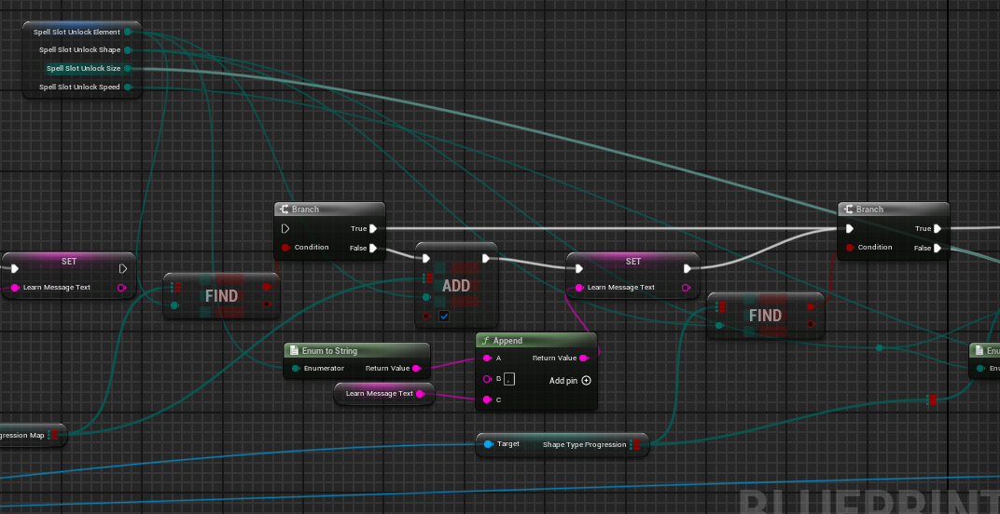 Spell Slot Unlock Element
Spell Slot Unlock Shape
Spell Slot Unlock Size
Spell Slot Unlock Speed
Branch
True
Condition
False
Branch
True
Condition
False
SET
Learn Message Text
FIND
ADD
SET
Learn Message Text
FIND
Enum to String
Enumerator
Return Value
Learn Message Text
Append
A
Return Value
B
,
Add pin
C
gression Map
Target
Shape Type Progression
Enu
Enu
BLUEPRINT